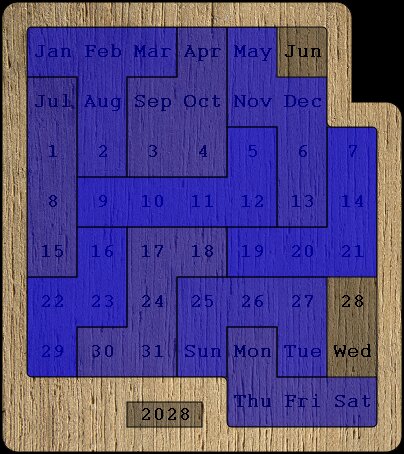 Jan Feb Mar Apr May Jun
Jul Aug Sep Oct Nov Dec
1 2 3 4 5 6 7
8 9 10 11 12 13 14
15 16 17 18 19 20 21
22 23 24 25 26 27 28
29 30 31 Sun Mon Tue Wed
Thu Fri Sat
2028